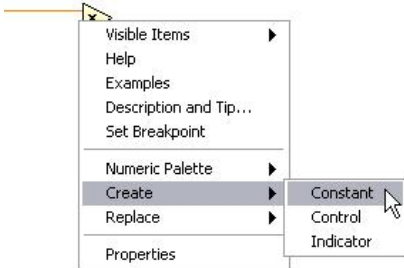 x
Visible Items
Help
Examples
Description and Tip...
Set Breakpoint
Numeric Palette
Create
Replace
Properties
Constant
Control
Indicator